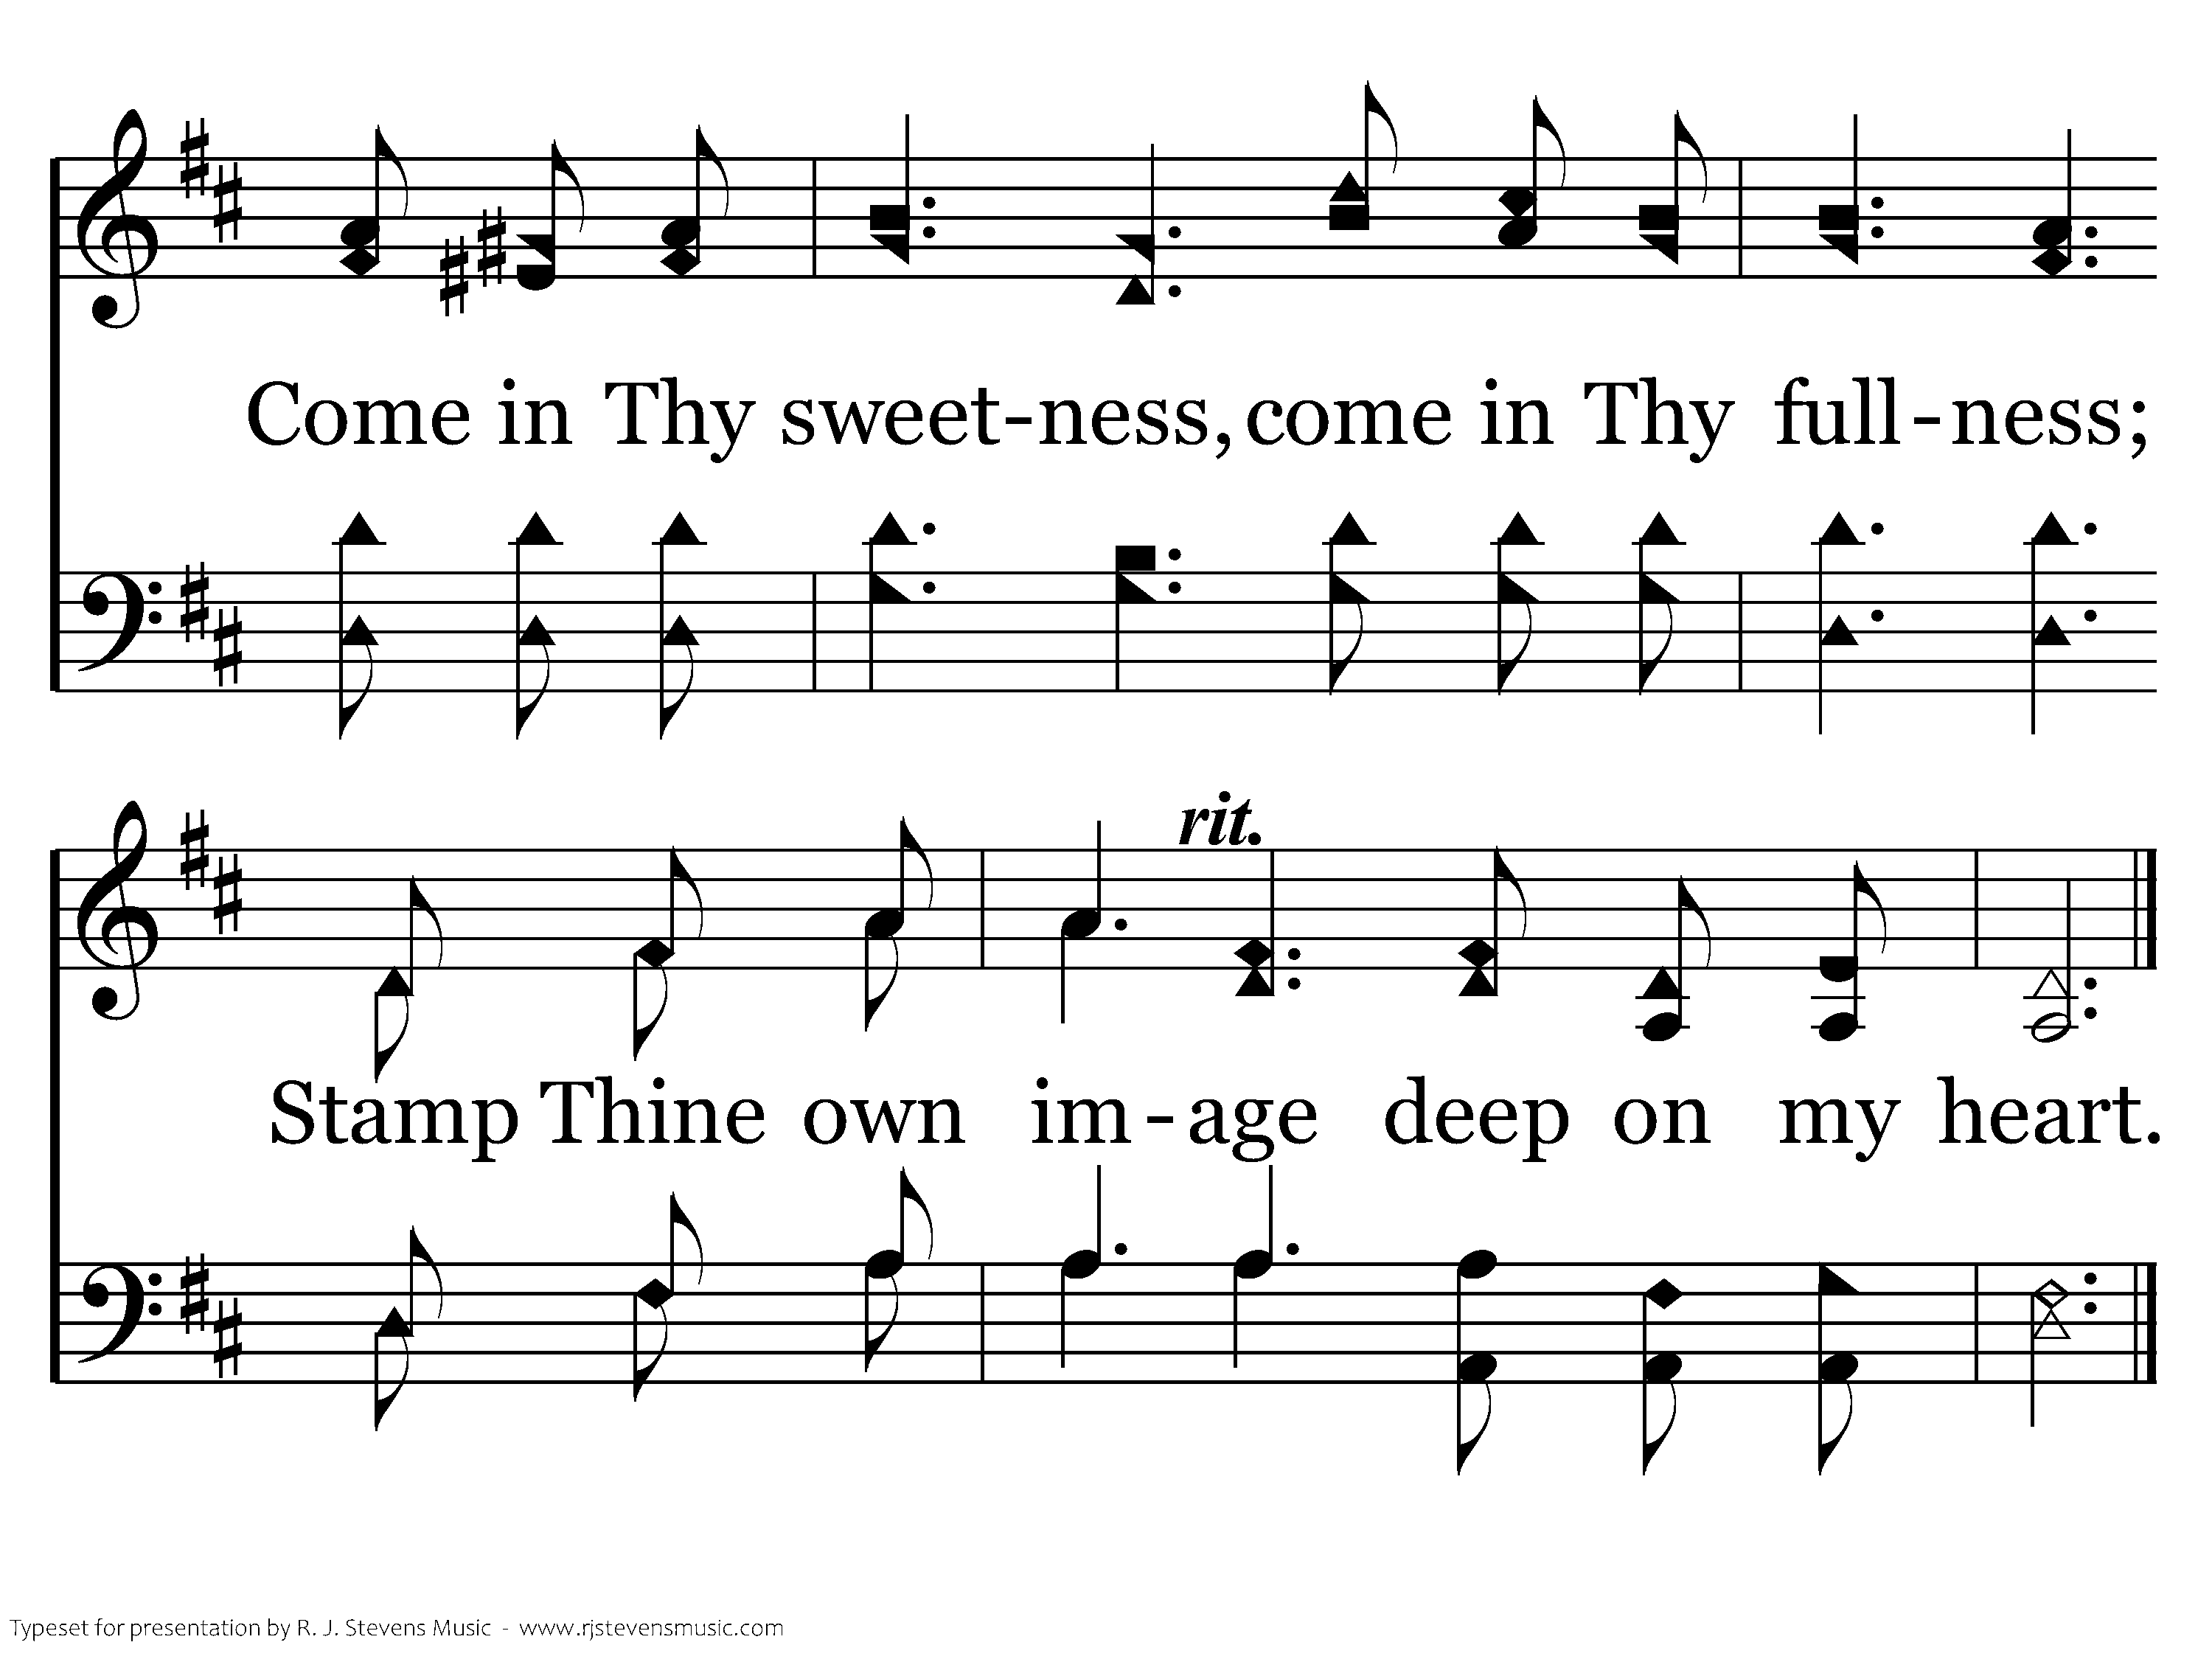 Come in Thy sweet-ness, come in Thy full-ness;
rit.
Stamp Thine own im-age deep on my heart.
Typeset for presentation by R. J. Stevens Music - www.rjstevensmusic.com